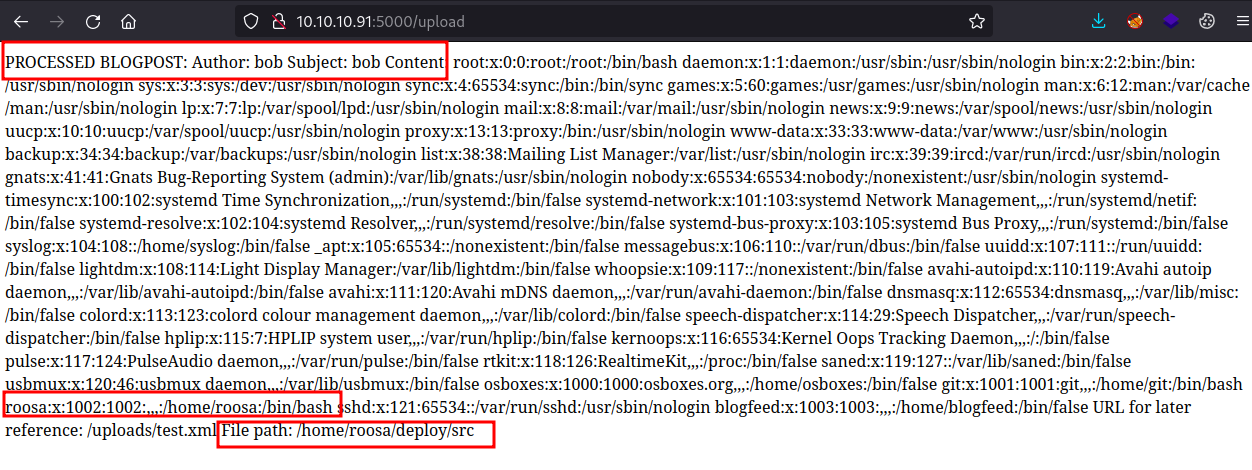 10.10.10.91:5000/upload
PROCESSED BLOGPOST: Author: bob Subject: bob Content: root:x:0:0:root:/root:/bin/bash daemon:x:1:1:daemon:/usr/sbin:/usr/sbin/nologin bin:x:2:2:bin:/bin:
/usr/sbin/nologin sys:x:3:3:sys:/dev:/usr/sbin/nologin sync:x:4:65534:sync:/bin:/bin/sync games:x:5:60:games:/usr/games:/usr/sbin/nologin man:x:6:12:man:/var/cache
/man:/usr/sbin/nologin lp:x:7:7:lp:/var/spool/lpd:/usr/sbin/nologin mail:x:8:8:mail:/var/mail:/usr/sbin/nologin news:x:9:9:news:/var/spool/news:/usr/sbin/nologin
uucp:x:10:10:uucp:/var/spool/uucp:/usr/sbin/nologin proxy:x:13:13:proxy:/bin:/usr/sbin/nologin www-data:x:33:33:www-data:/var/www:/usr/sbin/nologin
backup:x:34:34:backup:/var/backups:/usr/sbin/nologin list:x:38:38:Mailing List Manager:/var/list:/usr/sbin/nologin irc:x:39:39:ircd:/var/run/ircd:/usr/sbin/nologin
gnats:x:41:41:Gnats Bug-Reporting System (admin):/var/lib/gnats:/usr/sbin/nologin nobody:x:65534:65534:nobody:/nonexistent:/usr/sbin/nologin systemd-
timesync:x:100:102:systemd Time Synchronization,,,:/run/systemd:/bin/false systemd-network:x:101:103:systemd Network Management,,,:/run/systemd/netif:
/bin/false systemd-resolve:x:102:104:systemd Resolver,,,:/run/systemd/resolve:/bin/false systemd-bus-proxy:x:103:105:systemd Bus Proxy,,,:/run/systemd:/bin/false
syslog:x:104:108::/home/syslog:/bin/false _apt:x:105:65534::/nonexistent:/bin/false messagebus:x:106:110::/var/run/dbus:/bin/false uuidd:x:107:111::/run/uuidd:
/bin/false lightdm:x:108:114:Light Display Manager:/var/lib/lightdm:/bin/false whoopsie:x:109:117::/nonexistent:/bin/false avahi-autoipd:x:110:119:Avahi autoip
daemon,,,:/var/lib/avahi-autoipd:/bin/false avahi:x:111:120:Avahi mDNS daemon,,,:/var/run/avahi-daemon:/bin/false dnsmasq:x:112:65534:dnsmasq,,,:/var/lib/misc:
/bin/false colord:x:113:123:colord colour management daemon,,,:/var/lib/colord:/bin/false speech-dispatcher:x:114:29:Speech Dispatcher,,,:/var/run/speech-
dispatcher:/bin/false hplip:x:115:7:HPLIP system user,,,:/var/run/hplip:/bin/false kernoops:x:116:65534:Kernel Oops Tracking Daemon,,,:/:/bin/false
pulse:x:117:124:PulseAudio daemon,,,:/var/run/pulse:/bin/false rtkit:x:118:126:RealtimeKit,,,:/proc:/bin/false saned:x:119:127::/var/lib/saned:/bin/false
usbmux:x:120:46:usbmux daemon,,,:/var/lib/usbmux:/bin/false osboxes:x:1000:1000:osboxes.org,,,:/home/osboxes:/bin/false git:x:1001:1001:git,,,:/home/git:/bin/bash
roosa:x:1002:1002:,,,:/home/roosa:/bin/bash sshd:x:121:65534::/var/run/sshd:/usr/sbin/nologin blogfeed:x:1003:1003:,,,:/home/blogfeed:/bin/false URL for later
reference: /uploads/test.xml File path: /home/roosa/deploy/src